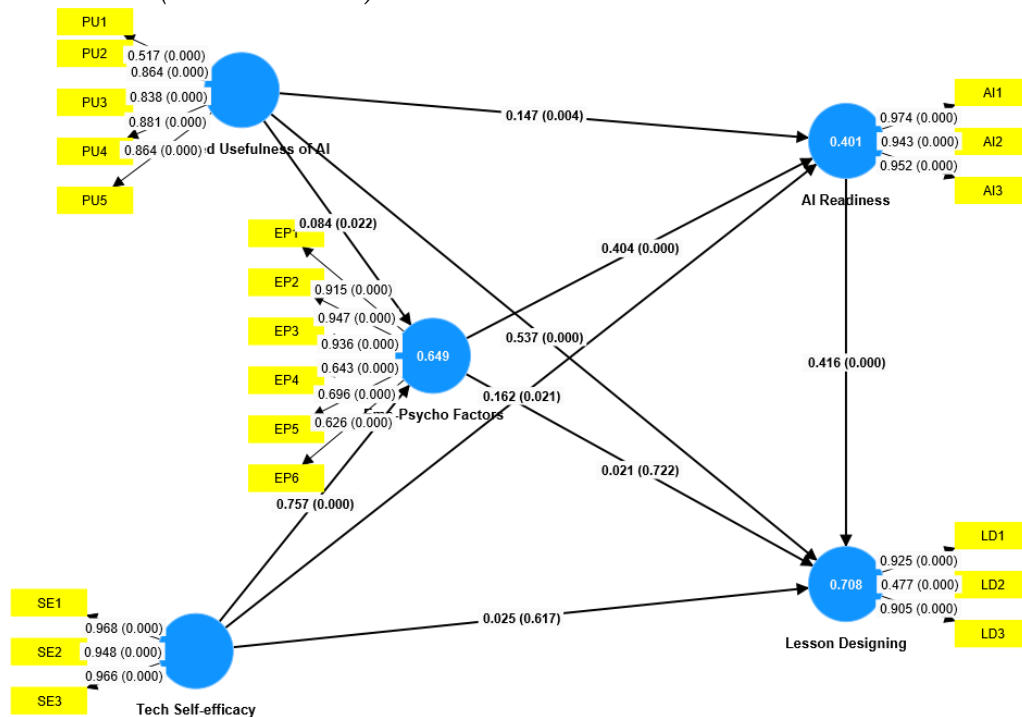 PU1
PU2
PU3
PU4
PU5
0.517 (0.000)
0.864 (0.000)
0.838 (0.000)
0.881 (0.000)
0.864 (0.000)
d Usefulness of AI
0.147 (0.004)
0.401
AI Readiness
0.974 (0.000)
0.943 (0.000)
0.952 (0.000)
AI1
AI2
AI3
0.084 (0.022)
EP1
EP2
EP3
EP4
EP5
EP6
0.915 (0.000)
0.947 (0.000)
0.936 (0.000)
0.643 (0.000)
0.696 (0.000)
0.626 (0.000)
0.649
Psycho Factors
0.404 (0.000)
0.537 (0.000)
0.162 (0.021)
0.416 (0.000)
0.021 (0.722)
0.757 (0.000)
0.025 (0.617)
SE1
SE2
SE3
0.968 (0.000)
0.948 (0.000)
0.966 (0.000)
Tech Self-efficacy
0.708
Lesson Designing
0.925 (0.000)
0.477 (0.000)
0.905 (0.000)
LD1
LD2
LD3